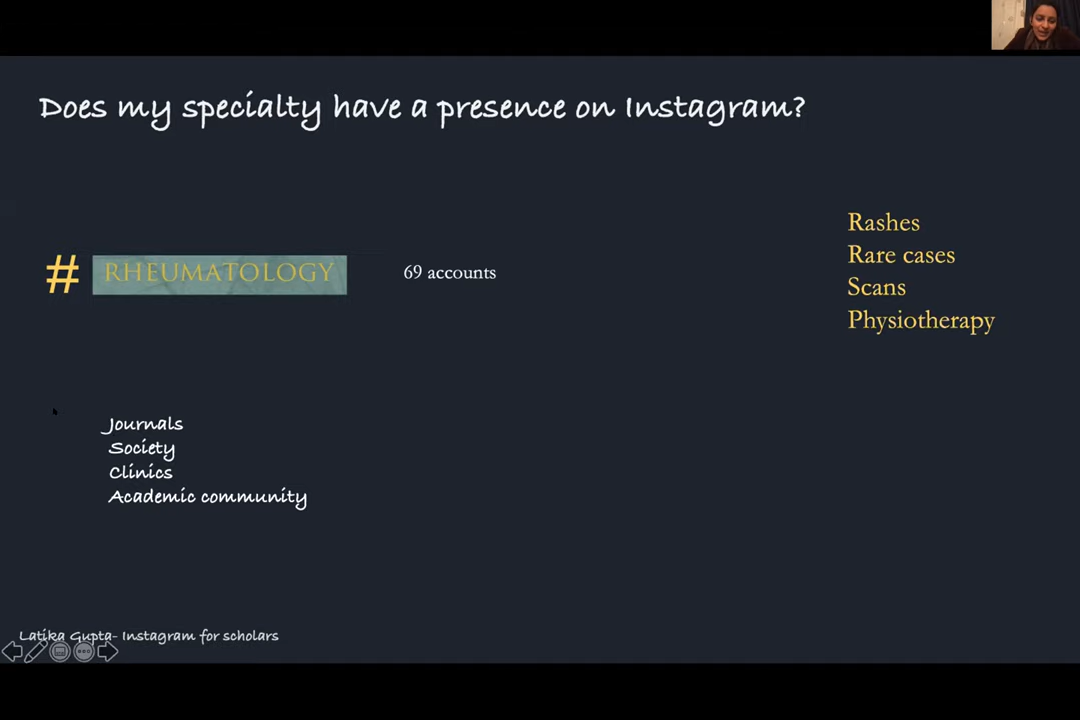 Does my specialty have a presence on Instagram?
# RHEUMATOLOGY
69 accounts
Rashes
Rare cases
Scans
Physiotherapy
Journals
Society
Clinics
Academic community
Latika Gupta- Instagram for scholars